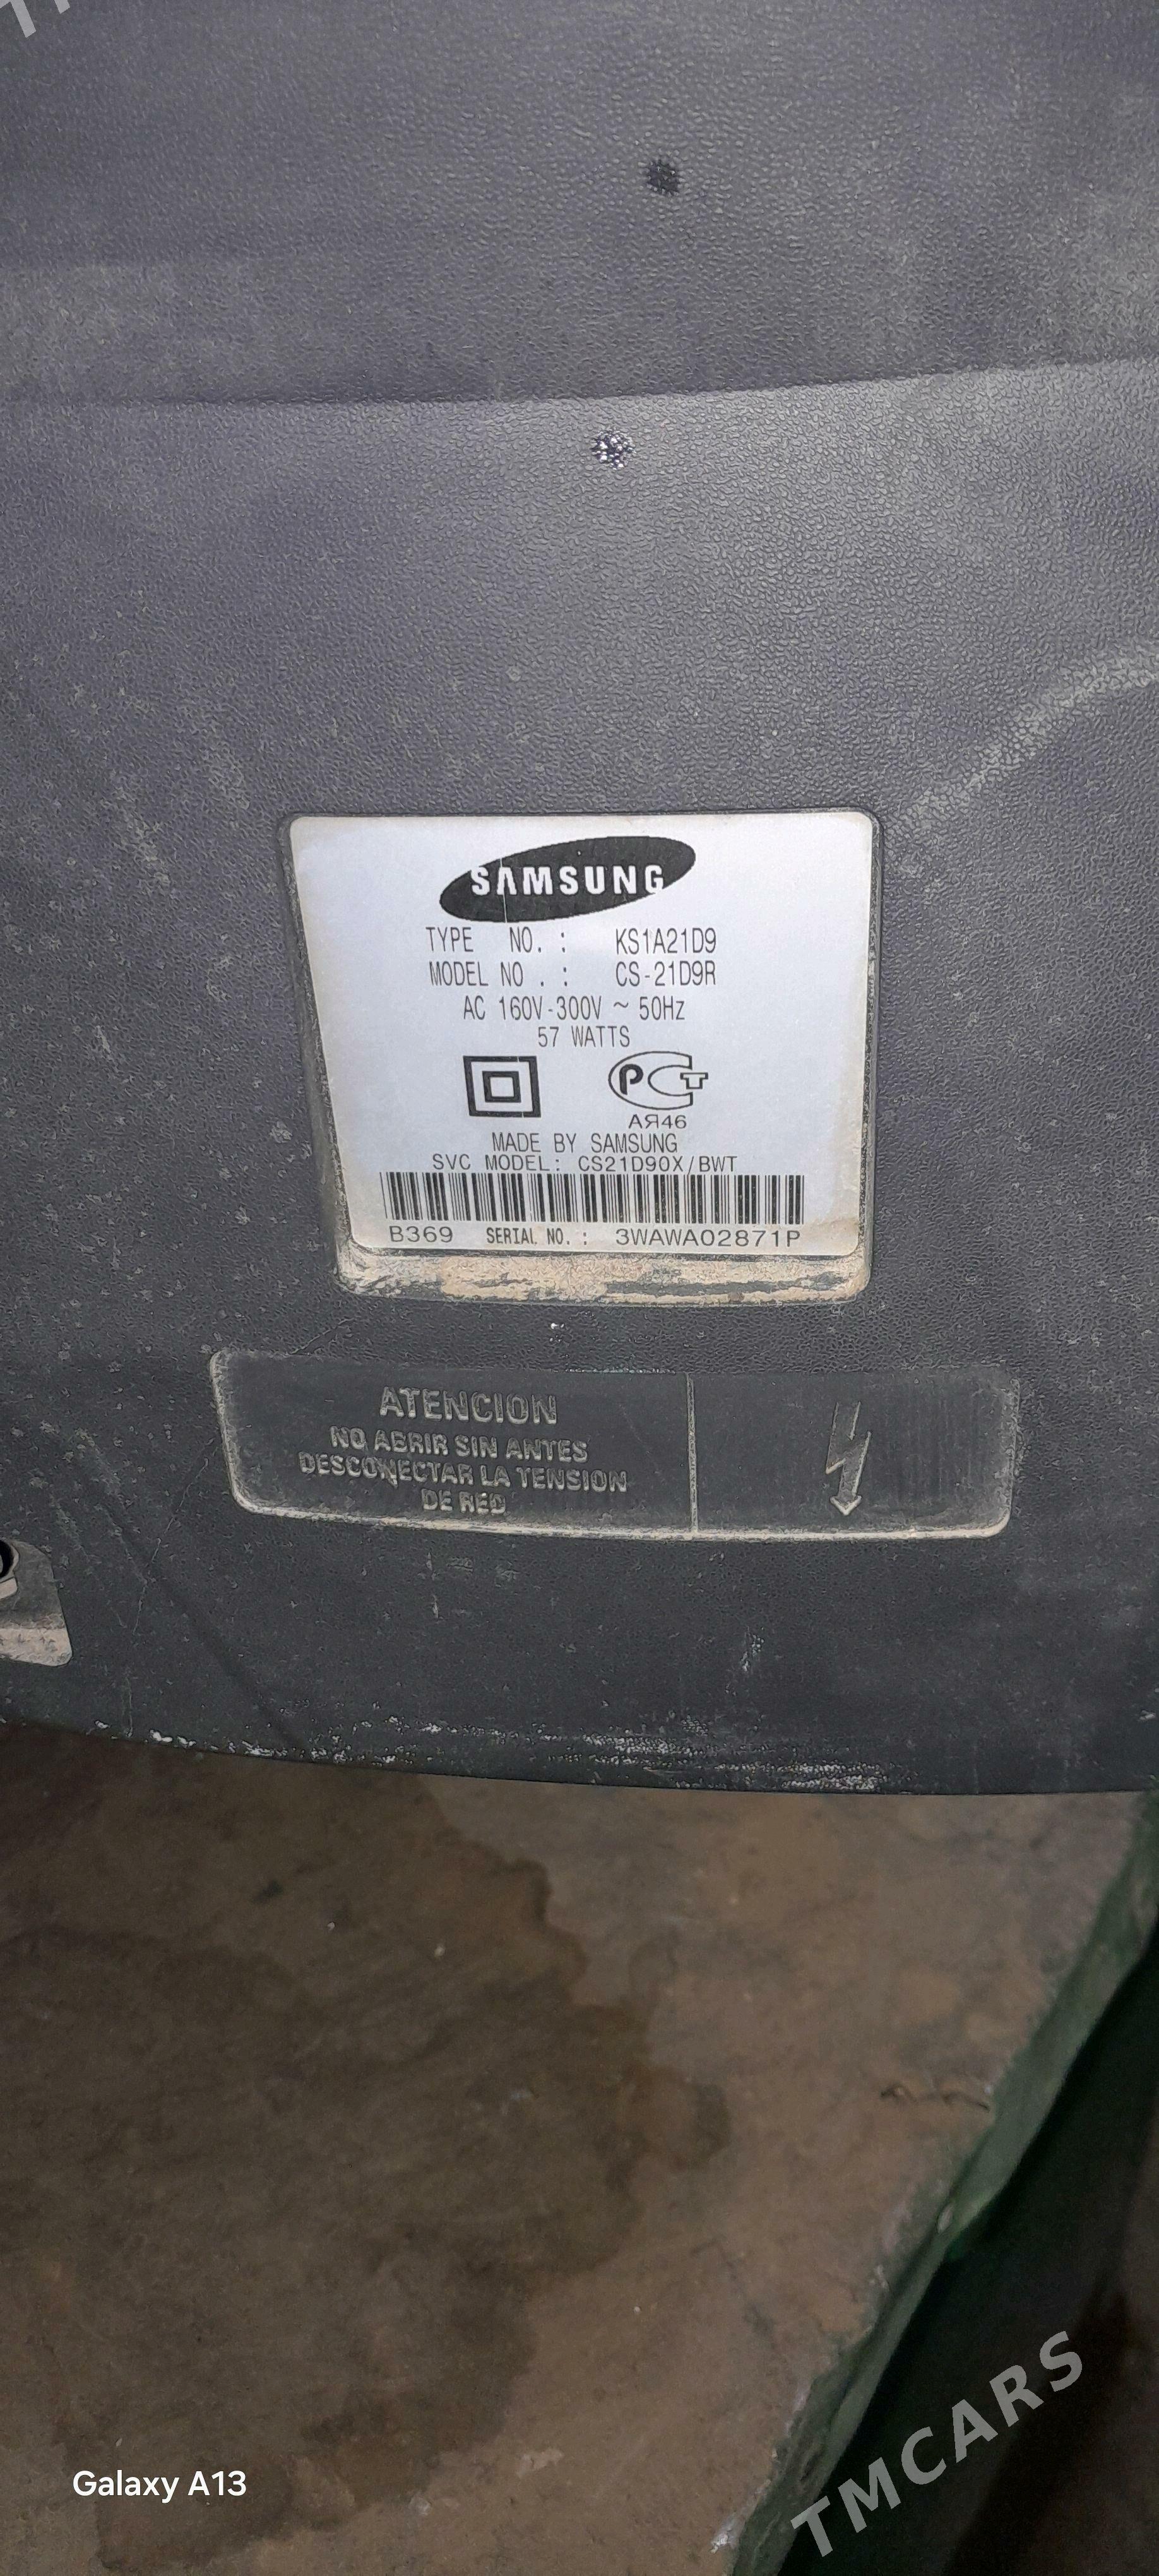 SAMSUNG
TYPE NO. : KS1A21D9
MODEL NO . : CS-21D9R
AC 160V-300V ~ 50Hz
57 WATTS
РСТ
АЯ46
MADE BY SAMSUNG
SVC MODEL: CS21D90X/BWT
B369 SERIAL NO. : 3WAWA02871P
ATENCION
NO ABRIR SIN ANTES
DESCONECTAR LA TENSION
DE RED
Galaxy A13
TMCARS